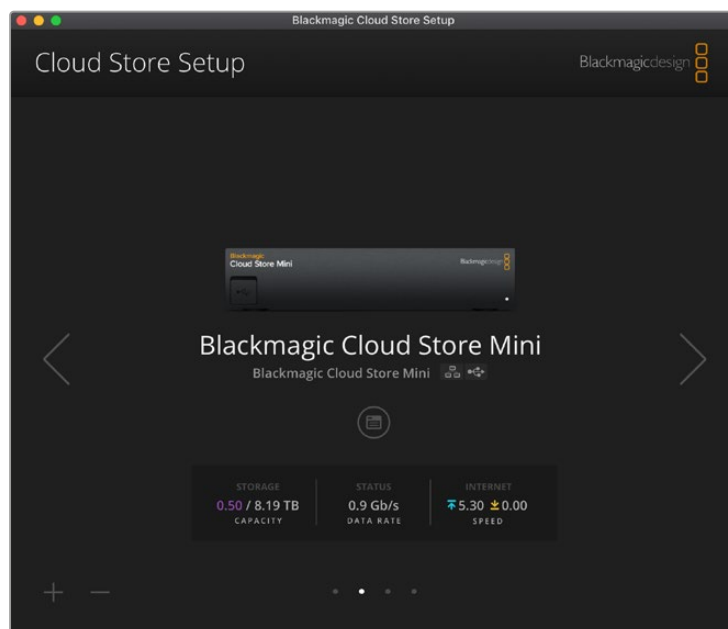 Blackmagic Cloud Store Setup
Cloud Store Setup
Blackmagicdesign
Blackmagic
Cloud Store Mini
Blackmagicdesign
Blackmagic Cloud Store Mini
Blackmagic Cloud Store Mini
STORAGE STATUS INTERNET
0.50 / 8.19 TB 0.9 Gb/s 5.30 0.00
CAPACITY DATA RATE SPEED